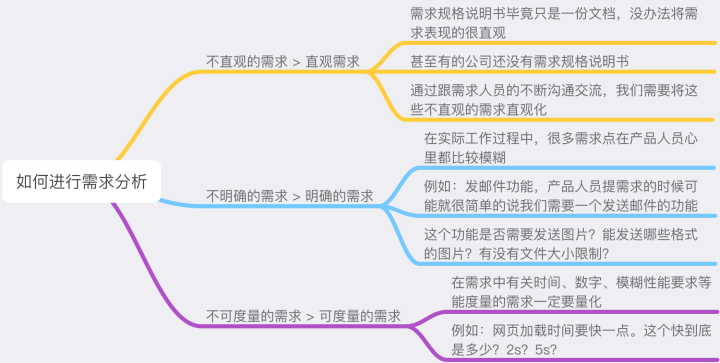 如何进行需求分析
不直观的需求 > 直观需求
需求规格说明书毕竟只是一份文档，没办法将需
求表现的很直观
甚至有的公司还没有需求规格说明书
通过跟需求人员的不断沟通交流，我们需要将这
些不直观的需求直观化
不明确的需求 > 明确的需求
在实际工作过程中，很多需求点在产品人员心
里都比较模糊
例如：发邮件功能，产品人员提需求的时候可
能就很简单的说我们需要一个发送邮件的功能
这个功能是否需要发送图片？能发送哪些格式
的图片？有没有文件大小限制？
不可度量的需求 > 可度量的需求
在需求中有关时间、数字、模糊性能要求等
能度量的需求一定要量化
例如：网页加载时间要快一点。这个快到底
是多少？2s？5s？